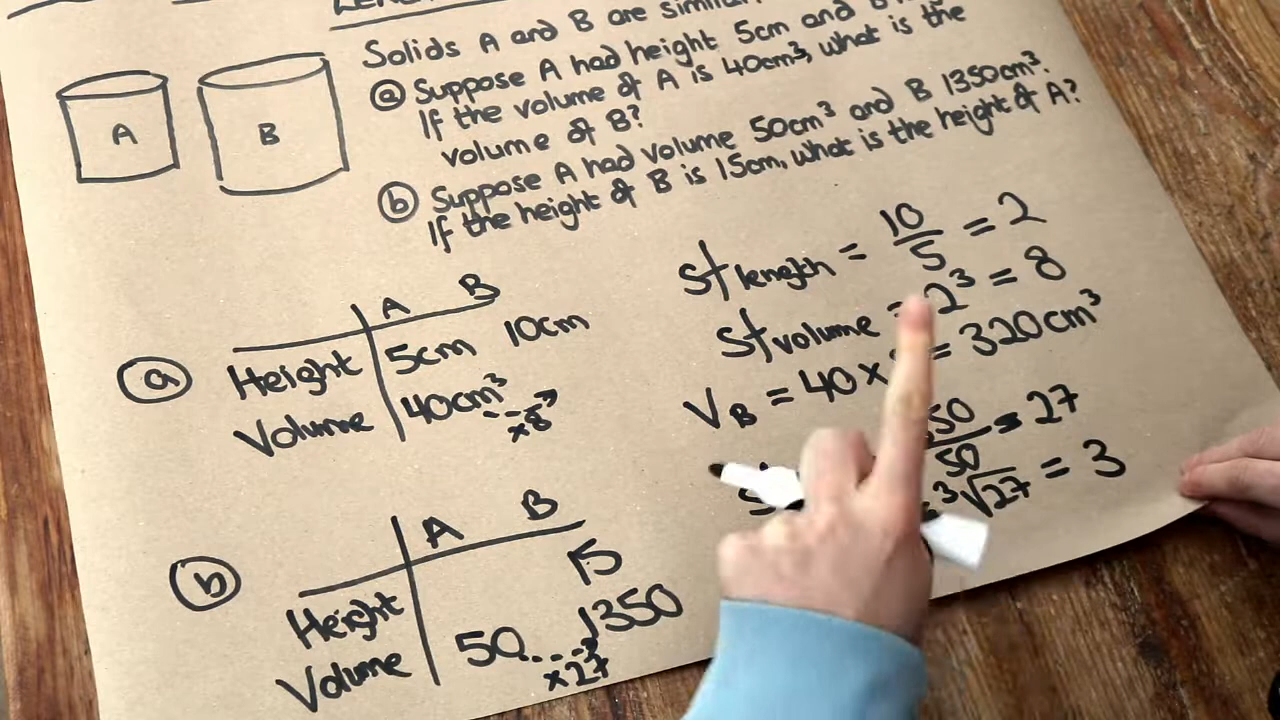 Solids A and B are similar.
ⓐ Suppose A had height 5cm and B
If the volume of A is 40cm³, what is the
volume of B?
ⓑ Suppose A had volume 50cm³ and B 1350cm³.
If the height of B is 15cm, what is the height of A?
A
B
ⓐ
A B
Height 5cm 10cm
Volume 40cm³
×8
sf length = 10/5 = 2
sf volume = 2³ = 8
V_B = 40 × = 320cm³
50/50 = 27
³√27 = 3
ⓑ
A B
Height 15
Volume 50 1350
×27